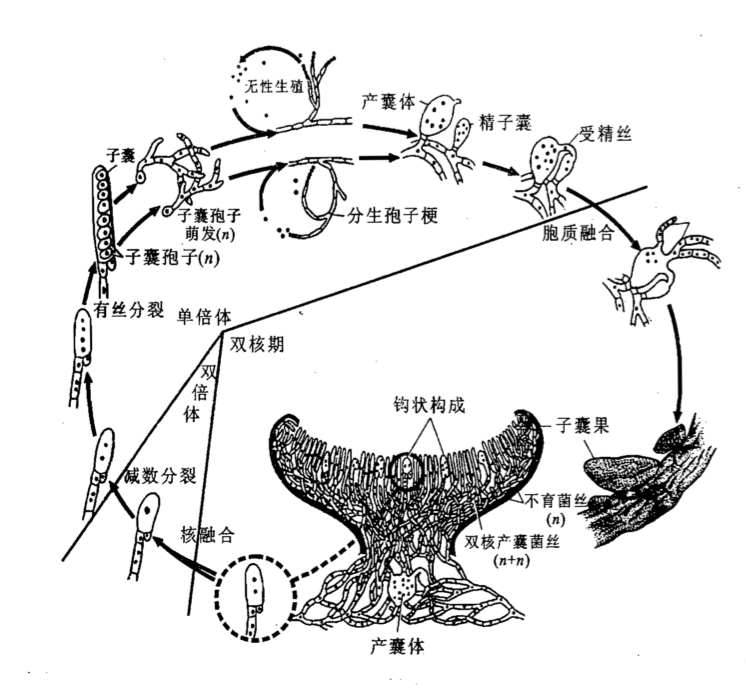 无性生殖
产囊体
精子囊
受精丝
子囊
子囊孢子
萌发(n)
分生孢子梗
胞质融合
子囊孢子(n)
有丝分裂
单倍体
双核期
双
倍
体
钩状构成
子囊果
减数分裂
不育菌丝
(n)
双核产囊菌丝
(n+n)
核融合
产囊体